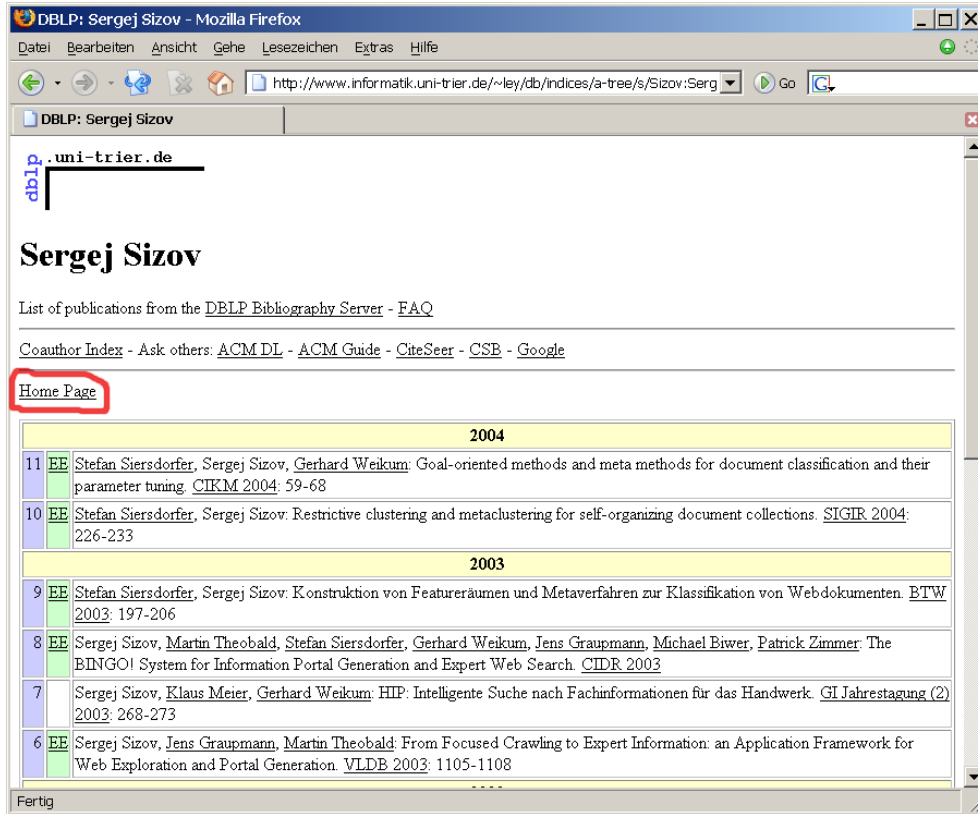 DBLP: Sergej Sizov - Mozilla Firefox
Datei Bearbeiten Ansicht Gehe Lesezeichen Extras Hilfe
http://www.informatik.uni-trier.de/~ley/db/indices/a-tree/s/Sizov:Serg Go G
DBLP: Sergej Sizov
dblp .uni-trier.de
Sergej Sizov
List of publications from the DBLP Bibliography Server - FAQ
Coauthor Index - Ask others: ACM DL - ACM Guide - CiteSeer - CSB - Google
Home Page
2004
11 EE Stefan Siersdorfer, Sergej Sizov, Gerhard Weikum: Goal-oriented methods and meta methods for document classification and their
parameter tuning. CIKM 2004: 59-68
10 EE Stefan Siersdorfer, Sergej Sizov: Restrictive clustering and metaclustering for self-organizing document collections. SIGIR 2004:
226-233
2003
9 EE Stefan Siersdorfer, Sergej Sizov: Konstruktion von Featureräumen und Metaverfahren zur Klassifikation von Webdokumenten. BTW
2003: 197-206
8 EE Sergej Sizov, Martin Theobald, Stefan Siersdorfer, Gerhard Weikum, Jens Graupmann, Michael Biwer, Patrick Zimmer: The
BINGO! System for Information Portal Generation and Expert Web Search. CIDR 2003
7 Sergej Sizov, Klaus Meier, Gerhard Weikum: HIP: Intelligente Suche nach Fachinformationen für das Handwerk. GI Jahrestagung (2)
2003: 268-273
6 EE Sergej Sizov, Jens Graupmann, Martin Theobald: From Focused Crawling to Expert Information: an Application Framework for
Web Exploration and Portal Generation. VLDB 2003: 1105-1108
Fertig